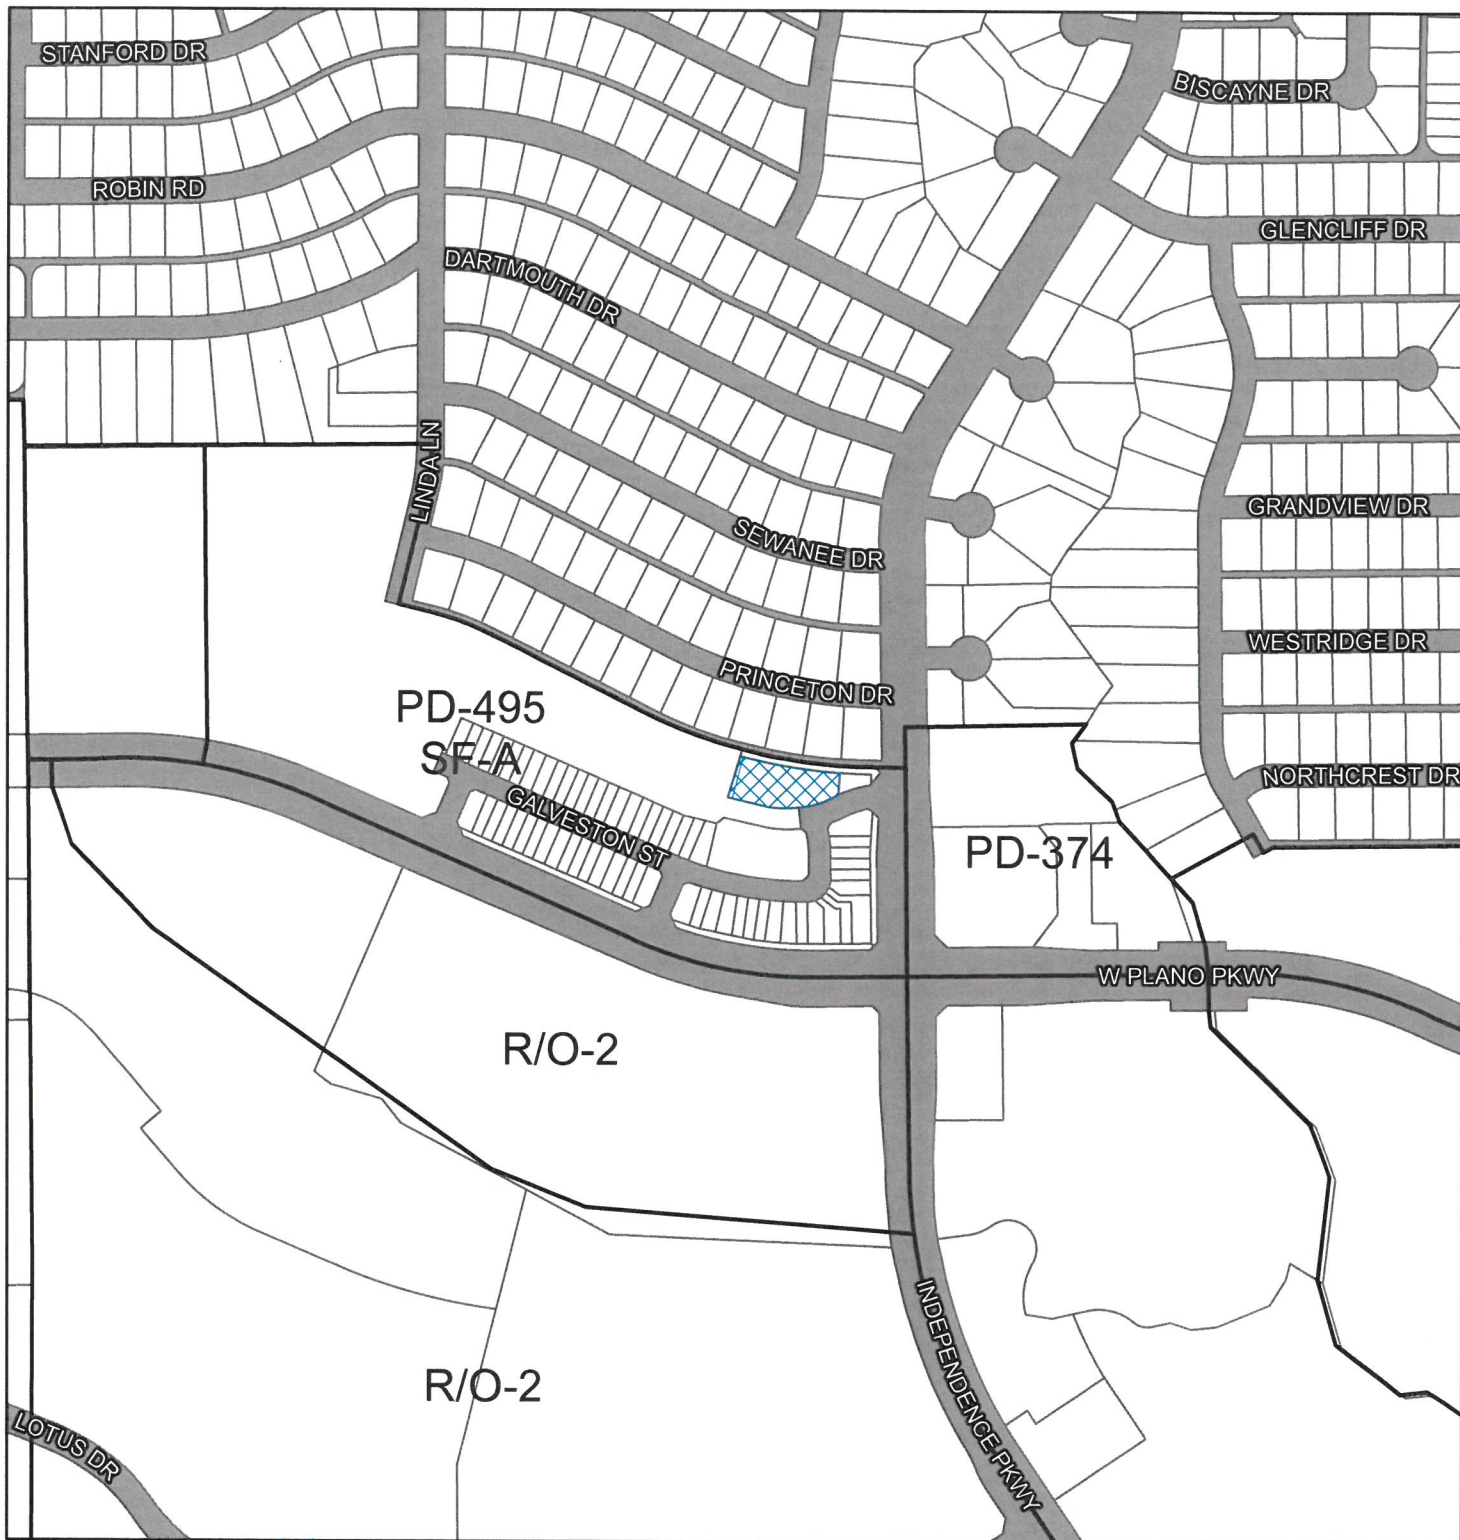 STANFORD DR
BISCAYNE DR
ROBIN RD
GLENCLIFF DR
DARTMOUTH DR
LINDA LN
GRANDVIEW DR
SEWANEE DR
WESTRIDGE DR
PRINCETON DR
PD-495
SF-A
NORTHCREST DR
GALVESTON ST
PD-374
W PLANO PKWY
R/O-2
INDEPENDENCE PKWY
R/O-2
LOTUS DR